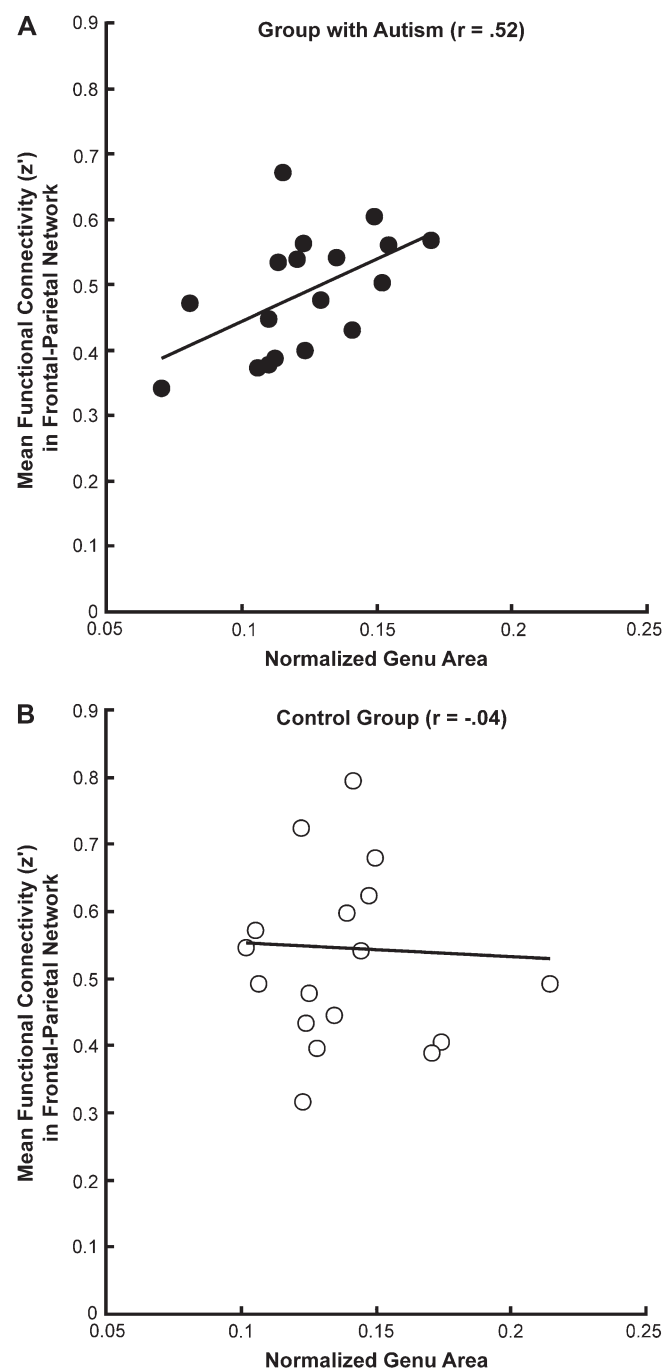 A
Group with Autism (r = .52)
0.9
0.8
0.7
0.6
0.5
0.4
0.3
0.2
0.1
0
Mean Functional Connectivity (z')
in Frontal-Parietal Network
0.05 0.1 0.15 0.2 0.25
Normalized Genu Area
B
Control Group (r = -.04)
0.9
0.8
0.7
0.6
0.5
0.4
0.3
0.2
0.1
0
Mean Functional Connectivity (z')
in Frontal-Parietal Network
0.05 0.1 0.15 0.2 0.25
Normalized Genu Area